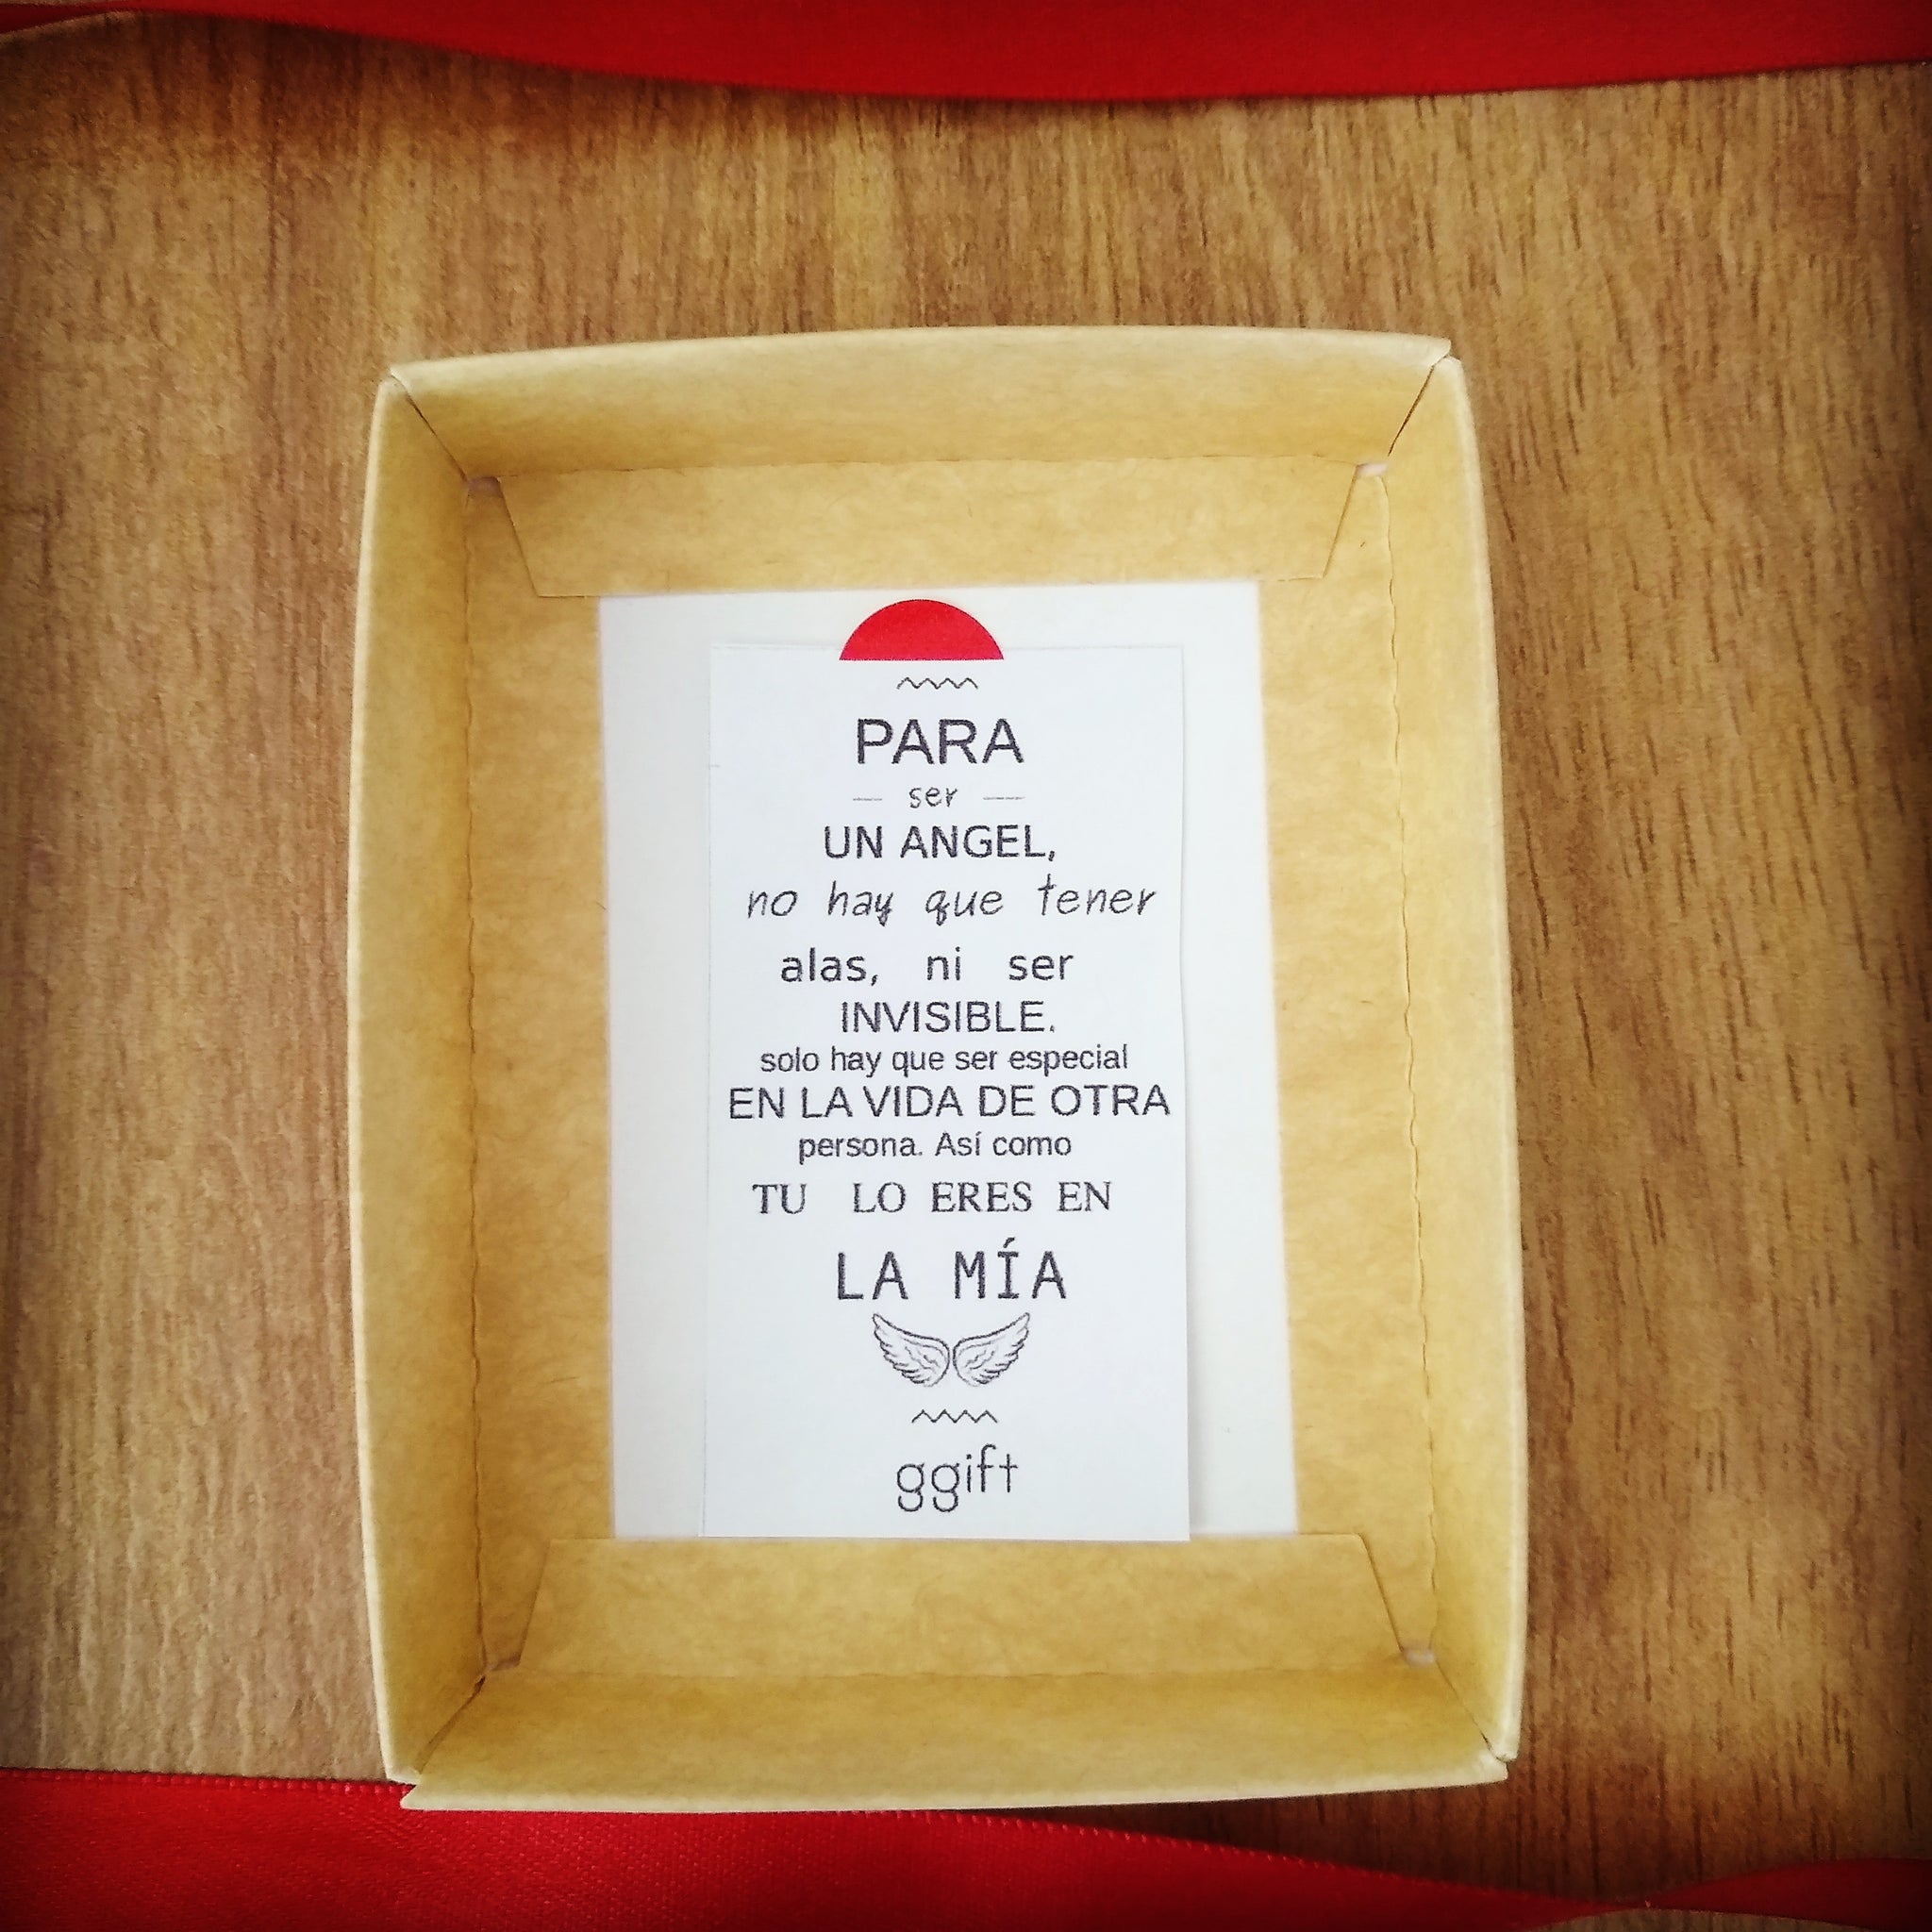 PARA
ser
UN ANGEL,
no hay que tener
alas, ni ser
INVISIBLE.
solo hay que ser especial
EN LA VIDA DE OTRA
persona. Así como
TU LO ERES EN
LA MÍA
ggift